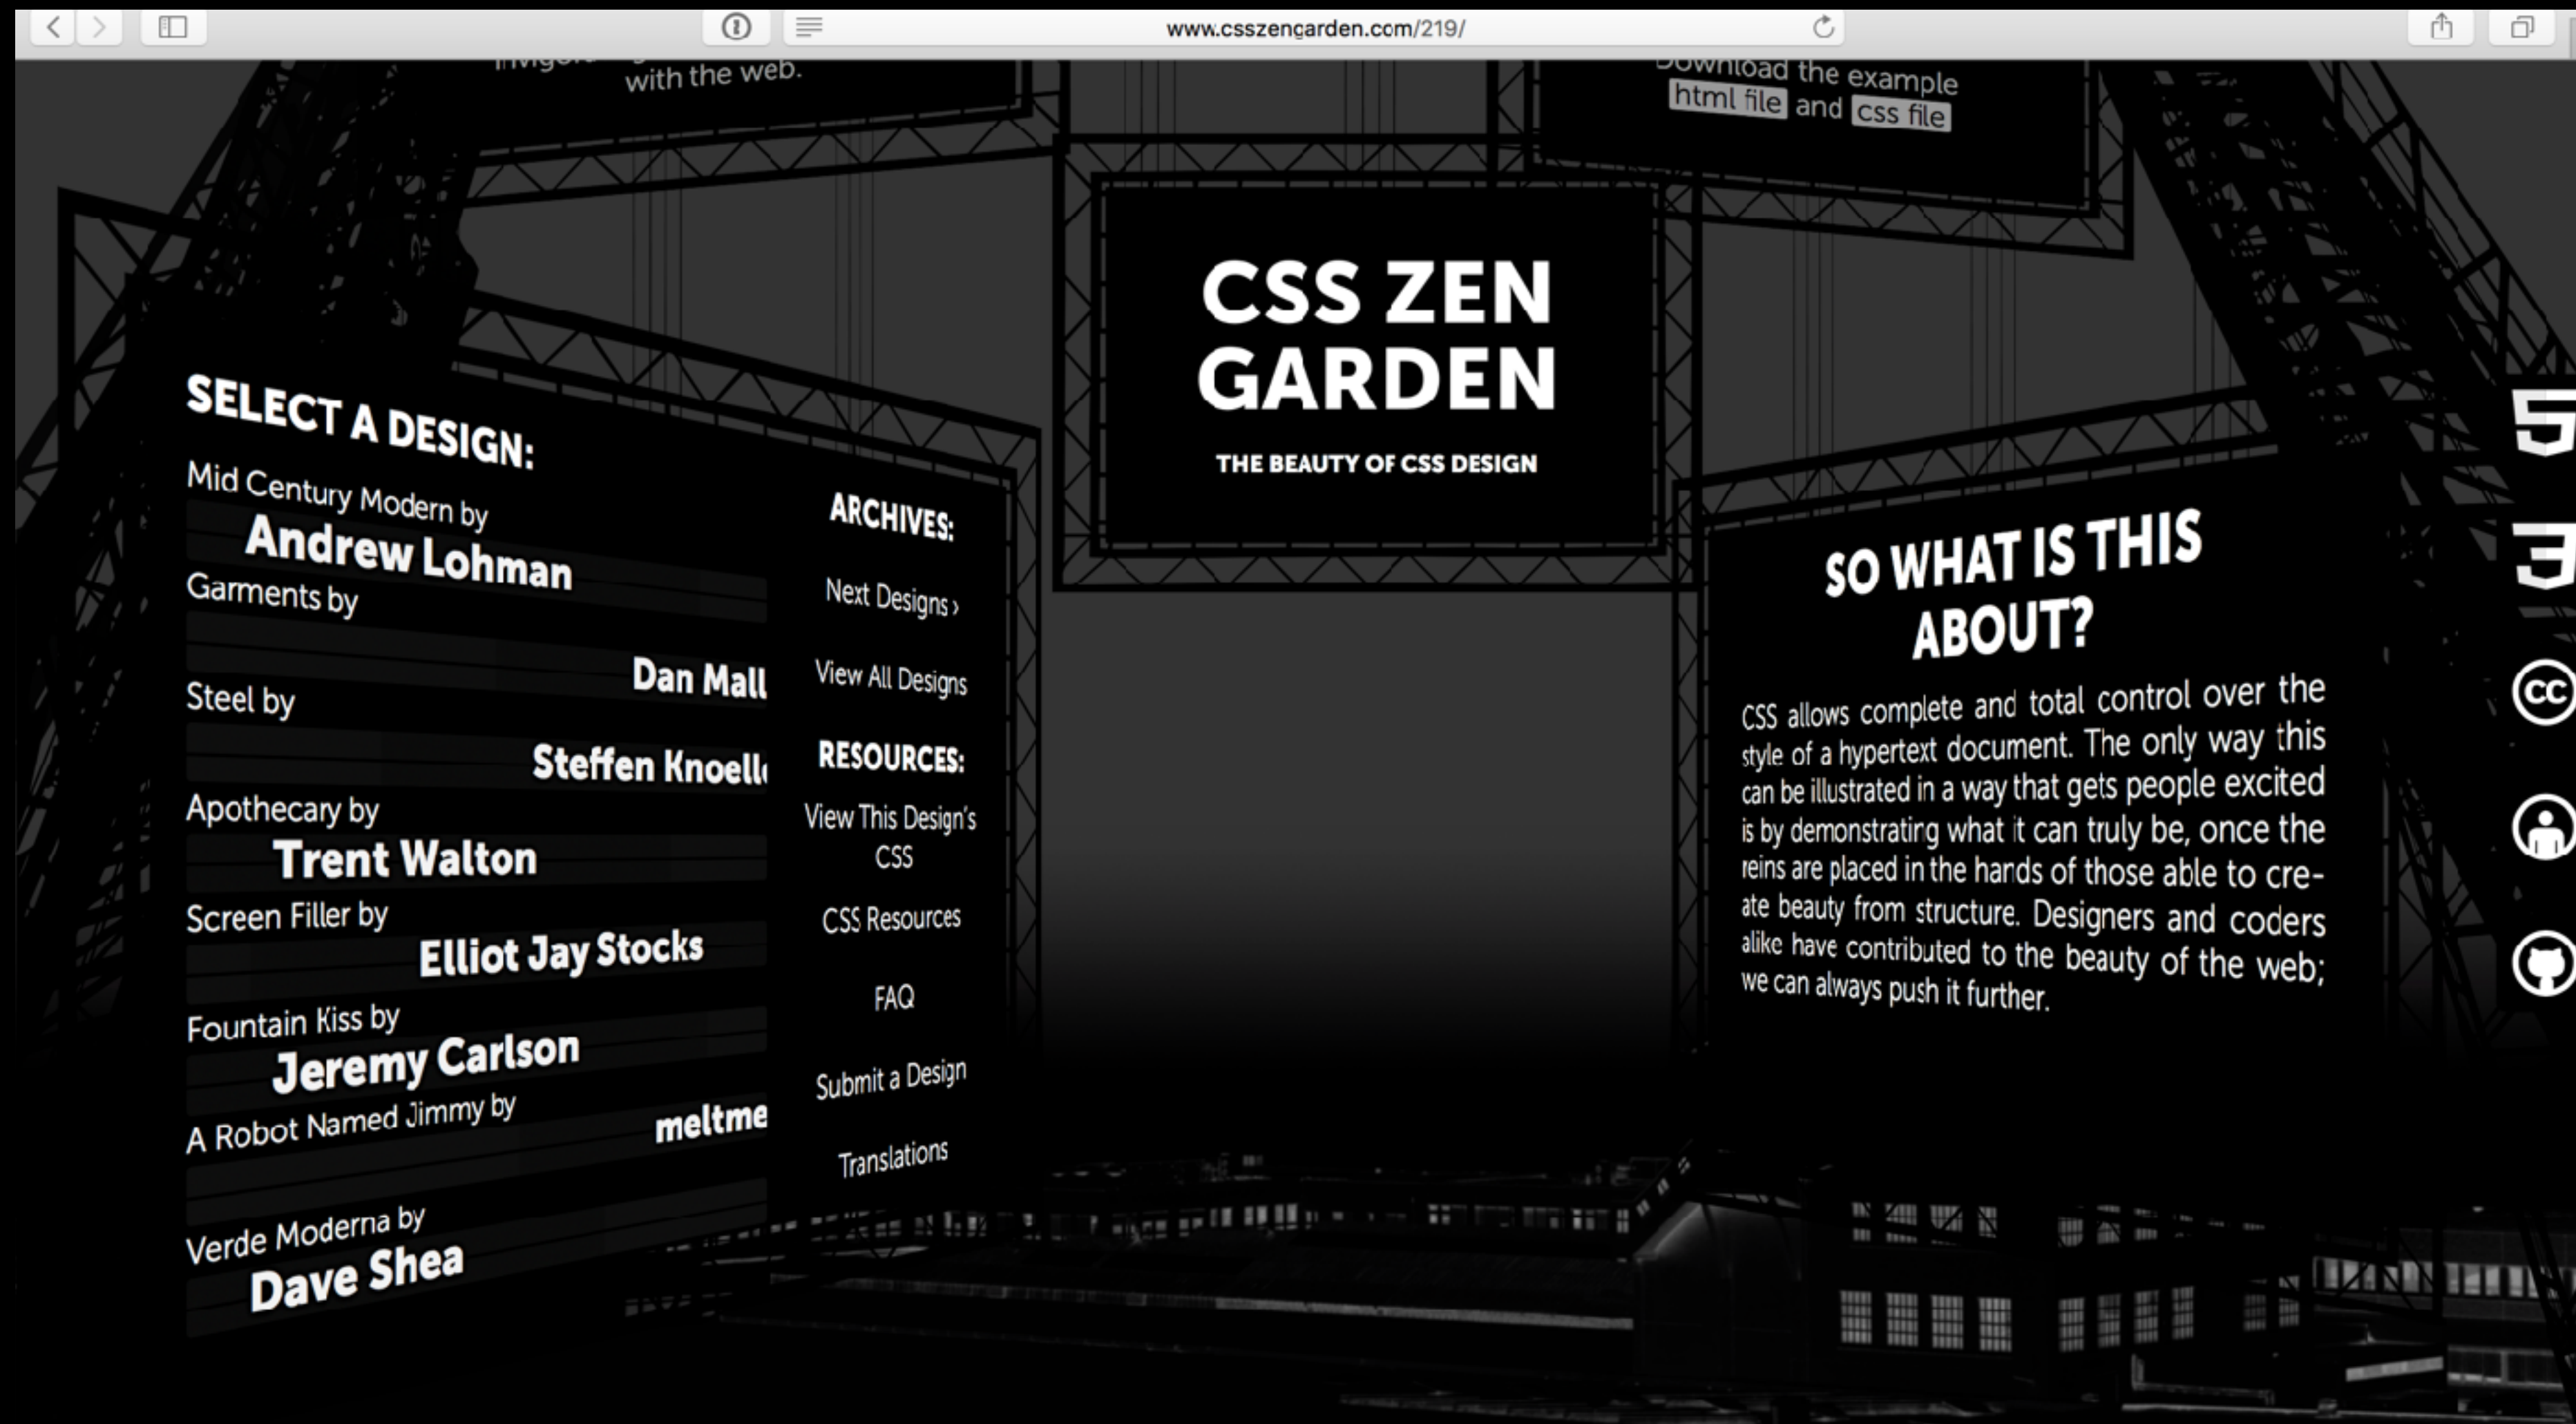 www.csszengarden.com/219/
with the web.
Download the example
html file and css file
CSS ZEN
GARDEN
THE BEAUTY OF CSS DESIGN
SELECT A DESIGN:
Mid Century Modern by
Andrew Lohman
Garments by
Dan Mall
Steel by
Steffen
Apothecary by
Trent Walton
Screen Filler by
Elliot Jay Stocks
Fountain Kiss by
Jeremy Carlson
A Robot Named Jimmy by
meltme
Verde Moderna by
Dave Shea
ARCHIVES:
Next Designs ›
View All Designs
RESOURCES:
View This Design's
CSS
CSS Resources
FAQ
Submit a Design
Translations
SO WHAT IS THIS
ABOUT?
CSS allows complete and total control over the
style of a hypertext document. The only way this
can be illustrated in a way that gets people excited
is by demonstrating what it can truly be, once the
reins are placed in the hands of those able to cre-
ate beauty from structure. Designers and coders
alike have contributed to the beauty of the web;
we can always push it further.
5
3
cc